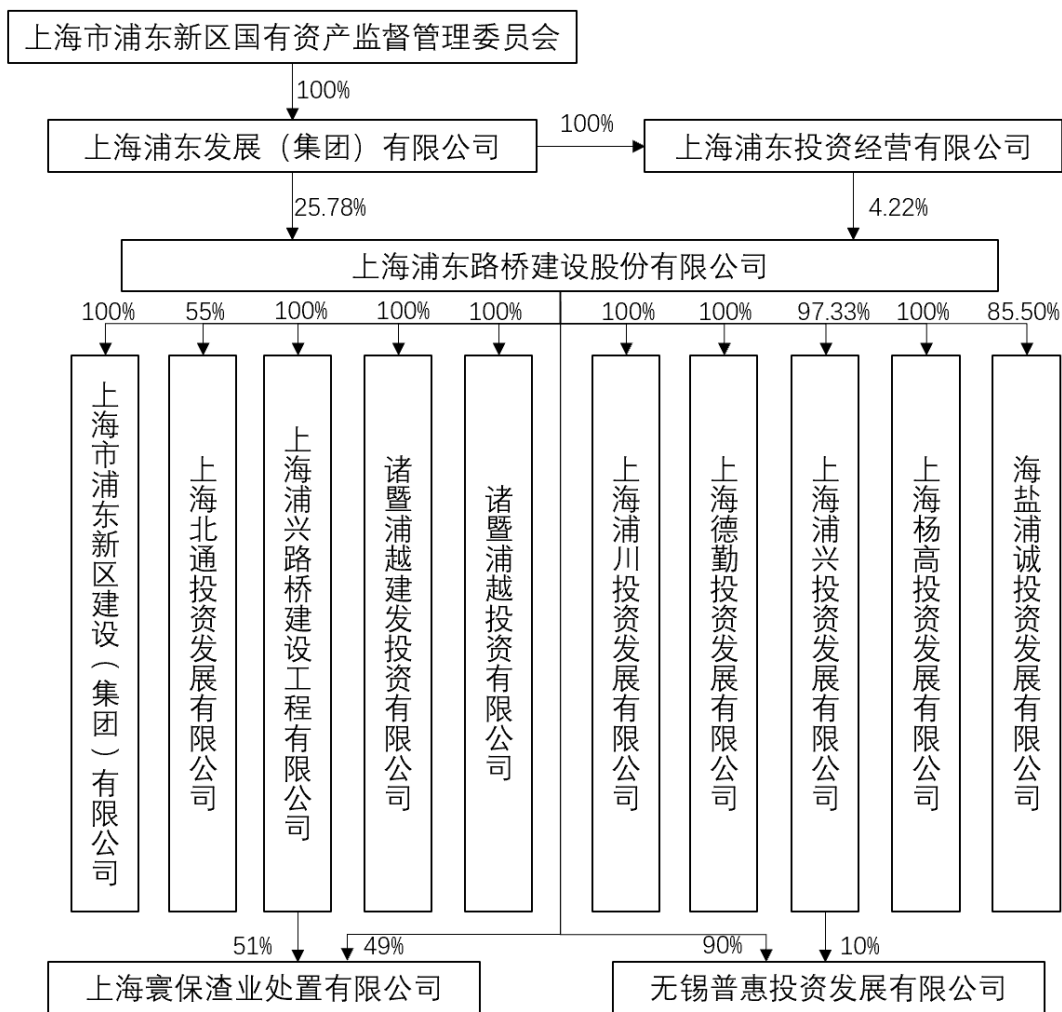 上海市浦东新区国有资产监督管理委员会
100%
上海浦东发展（集团）有限公司
100%
上海浦东投资经营有限公司
25.78%
4.22%
上海浦东路桥建设股份有限公司
100%
55%
100%
100%
100%
100%
100%
97.33%
100%
85.50%
上海市浦东新区建设（集团）有限公司
上海北通投资发展有限公司
上海浦兴路桥建设工程有限公司
诸暨浦越建发投资有限公司
诸暨浦越投资有限公司
上海浦川投资发展有限公司
上海德勤投资发展有限公司
上海浦兴投资发展有限公司
上海杨高投资发展有限公司
海盐浦诚投资发展有限公司
51%
49%
90%
10%
上海寰保渣业处置有限公司
无锡普惠投资发展有限公司